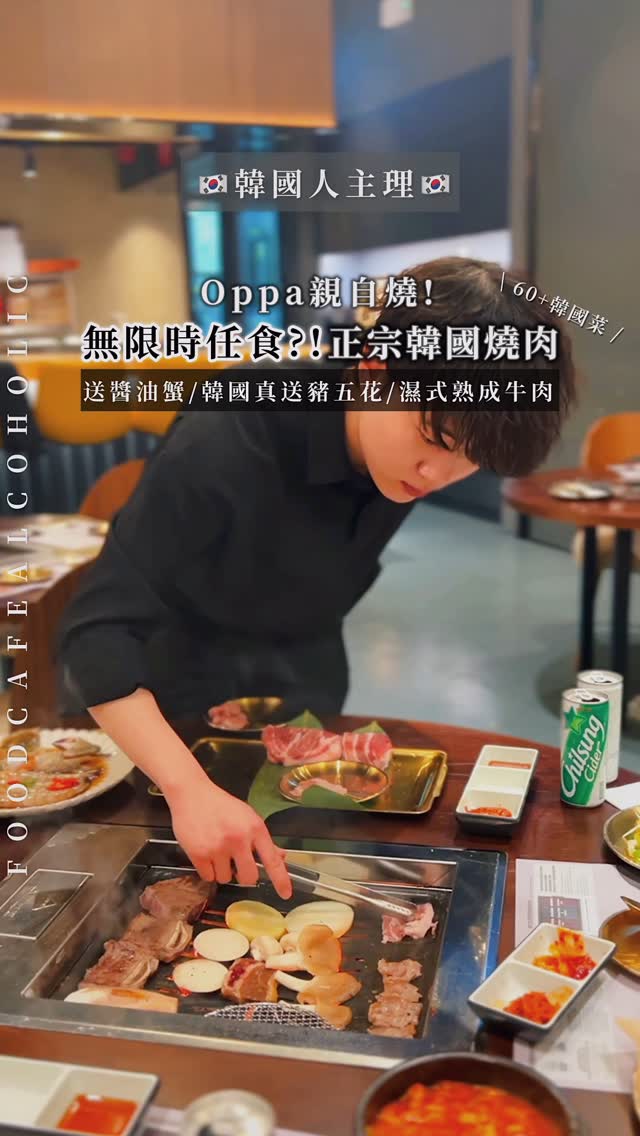 🇰🇷韓國人主理🇰🇷
Oppa親自燒!
\ 60+韓國菜 /
無限時任食?!正宗韓國燒肉
送醬油蟹/韓國真送豬五花/濕式熟成牛肉
FOODCAFEALCOHOLIC
Chilsung
Cider